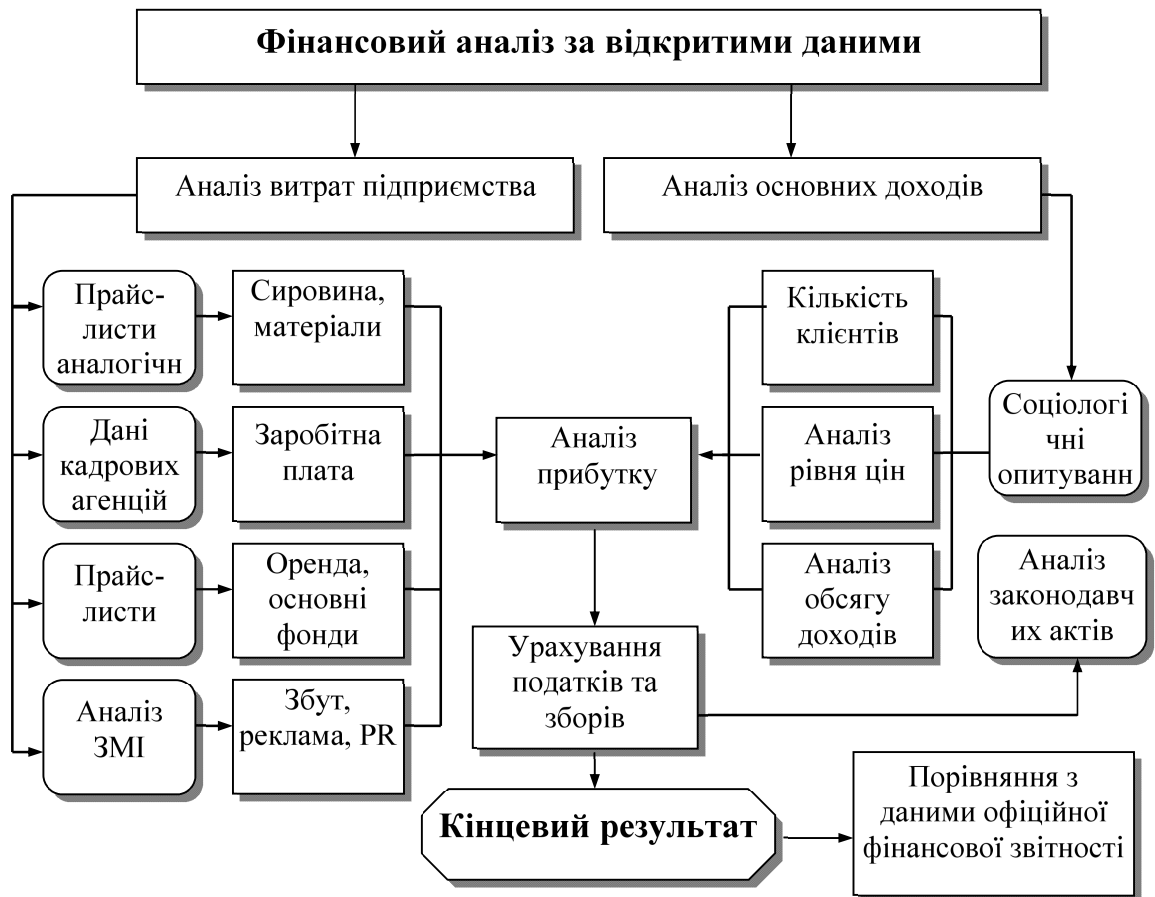 Фінансовий аналіз за відкритими даними
Аналіз витрат підприємства
Аналіз основних доходів
Прайс-
листи
аналогічн
Сировина,
матеріали
Кількість
клієнтів
Соціологі
чні
опитуванн
Дані
кадрових
агенцій
Заробітна
плата
Аналіз
прибутку
Аналіз
рівня цін
Прайс-
листи
Оренда,
основні
фонди
Аналіз
обсягу
доходів
Аналіз
законодавч
их актів
Урахування
податків та
зборів
Аналіз
ЗМІ
Збут,
реклама, PR
Кінцевий результат
Порівняння з
даними офіційної
фінансової звітності